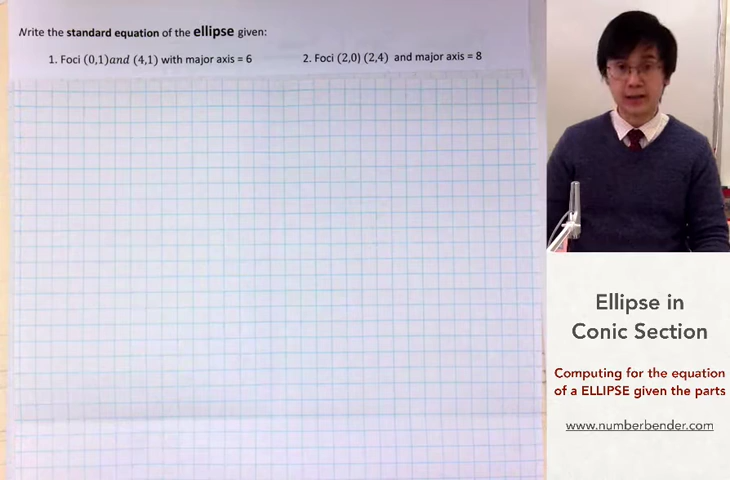 Write the standard equation of the ellipse given:
1. Foci (0,1)and (4,1) with major axis = 6
2. Foci (2,0) (2,4) and major axis = 8
Ellipse in
Conic Section
Computing for the equation
of a ELLIPSE given the parts
www.numberbender.com